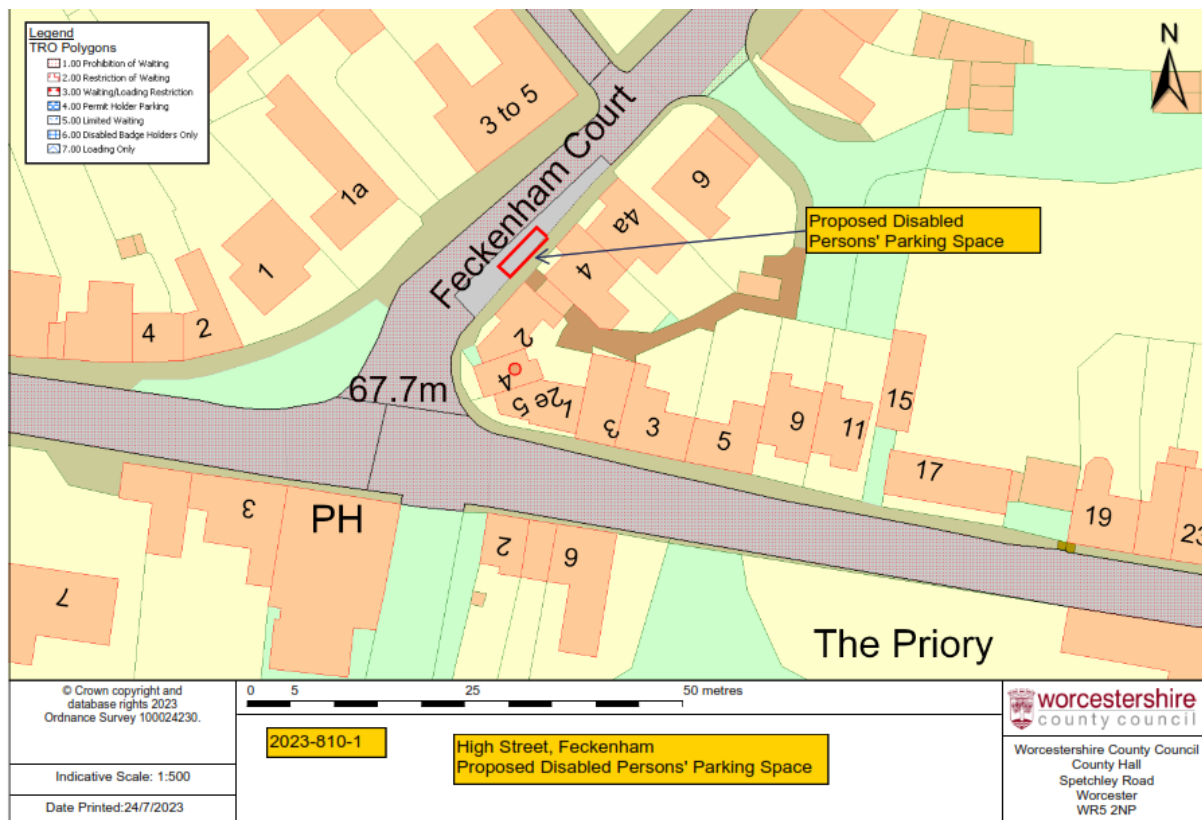 Legend
TRO Polygons
1.00 Prohibition of Waiting
2.00 Restriction of Waiting
3.00 Waiting/Loading Restriction
4.00 Permit Holder Parking
5.00 Limited Waiting
6.00 Disabled Badge Holders Only
7.00 Loading Only
N
3 to 5
Feckenham Court
1a
1
4
2
9
4a
4
Proposed Disabled
Persons' Parking Space
2
4
67.7m
5
2e
1
3
3
5
9
11
15
17
19
23
3
PH
2
6
7
The Priory
© Crown copyright and
database rights 2023
Ordnance Survey 100024230.
Indicative Scale: 1:500
Date Printed:24/7/2023
0 5 25 50 metres
2023-810-1
High Street, Feckenham
Proposed Disabled Persons' Parking Space
worcestershire
county council
Worcestershire County Council
County Hall
Spetchley Road
Worcester
WR5 2NP